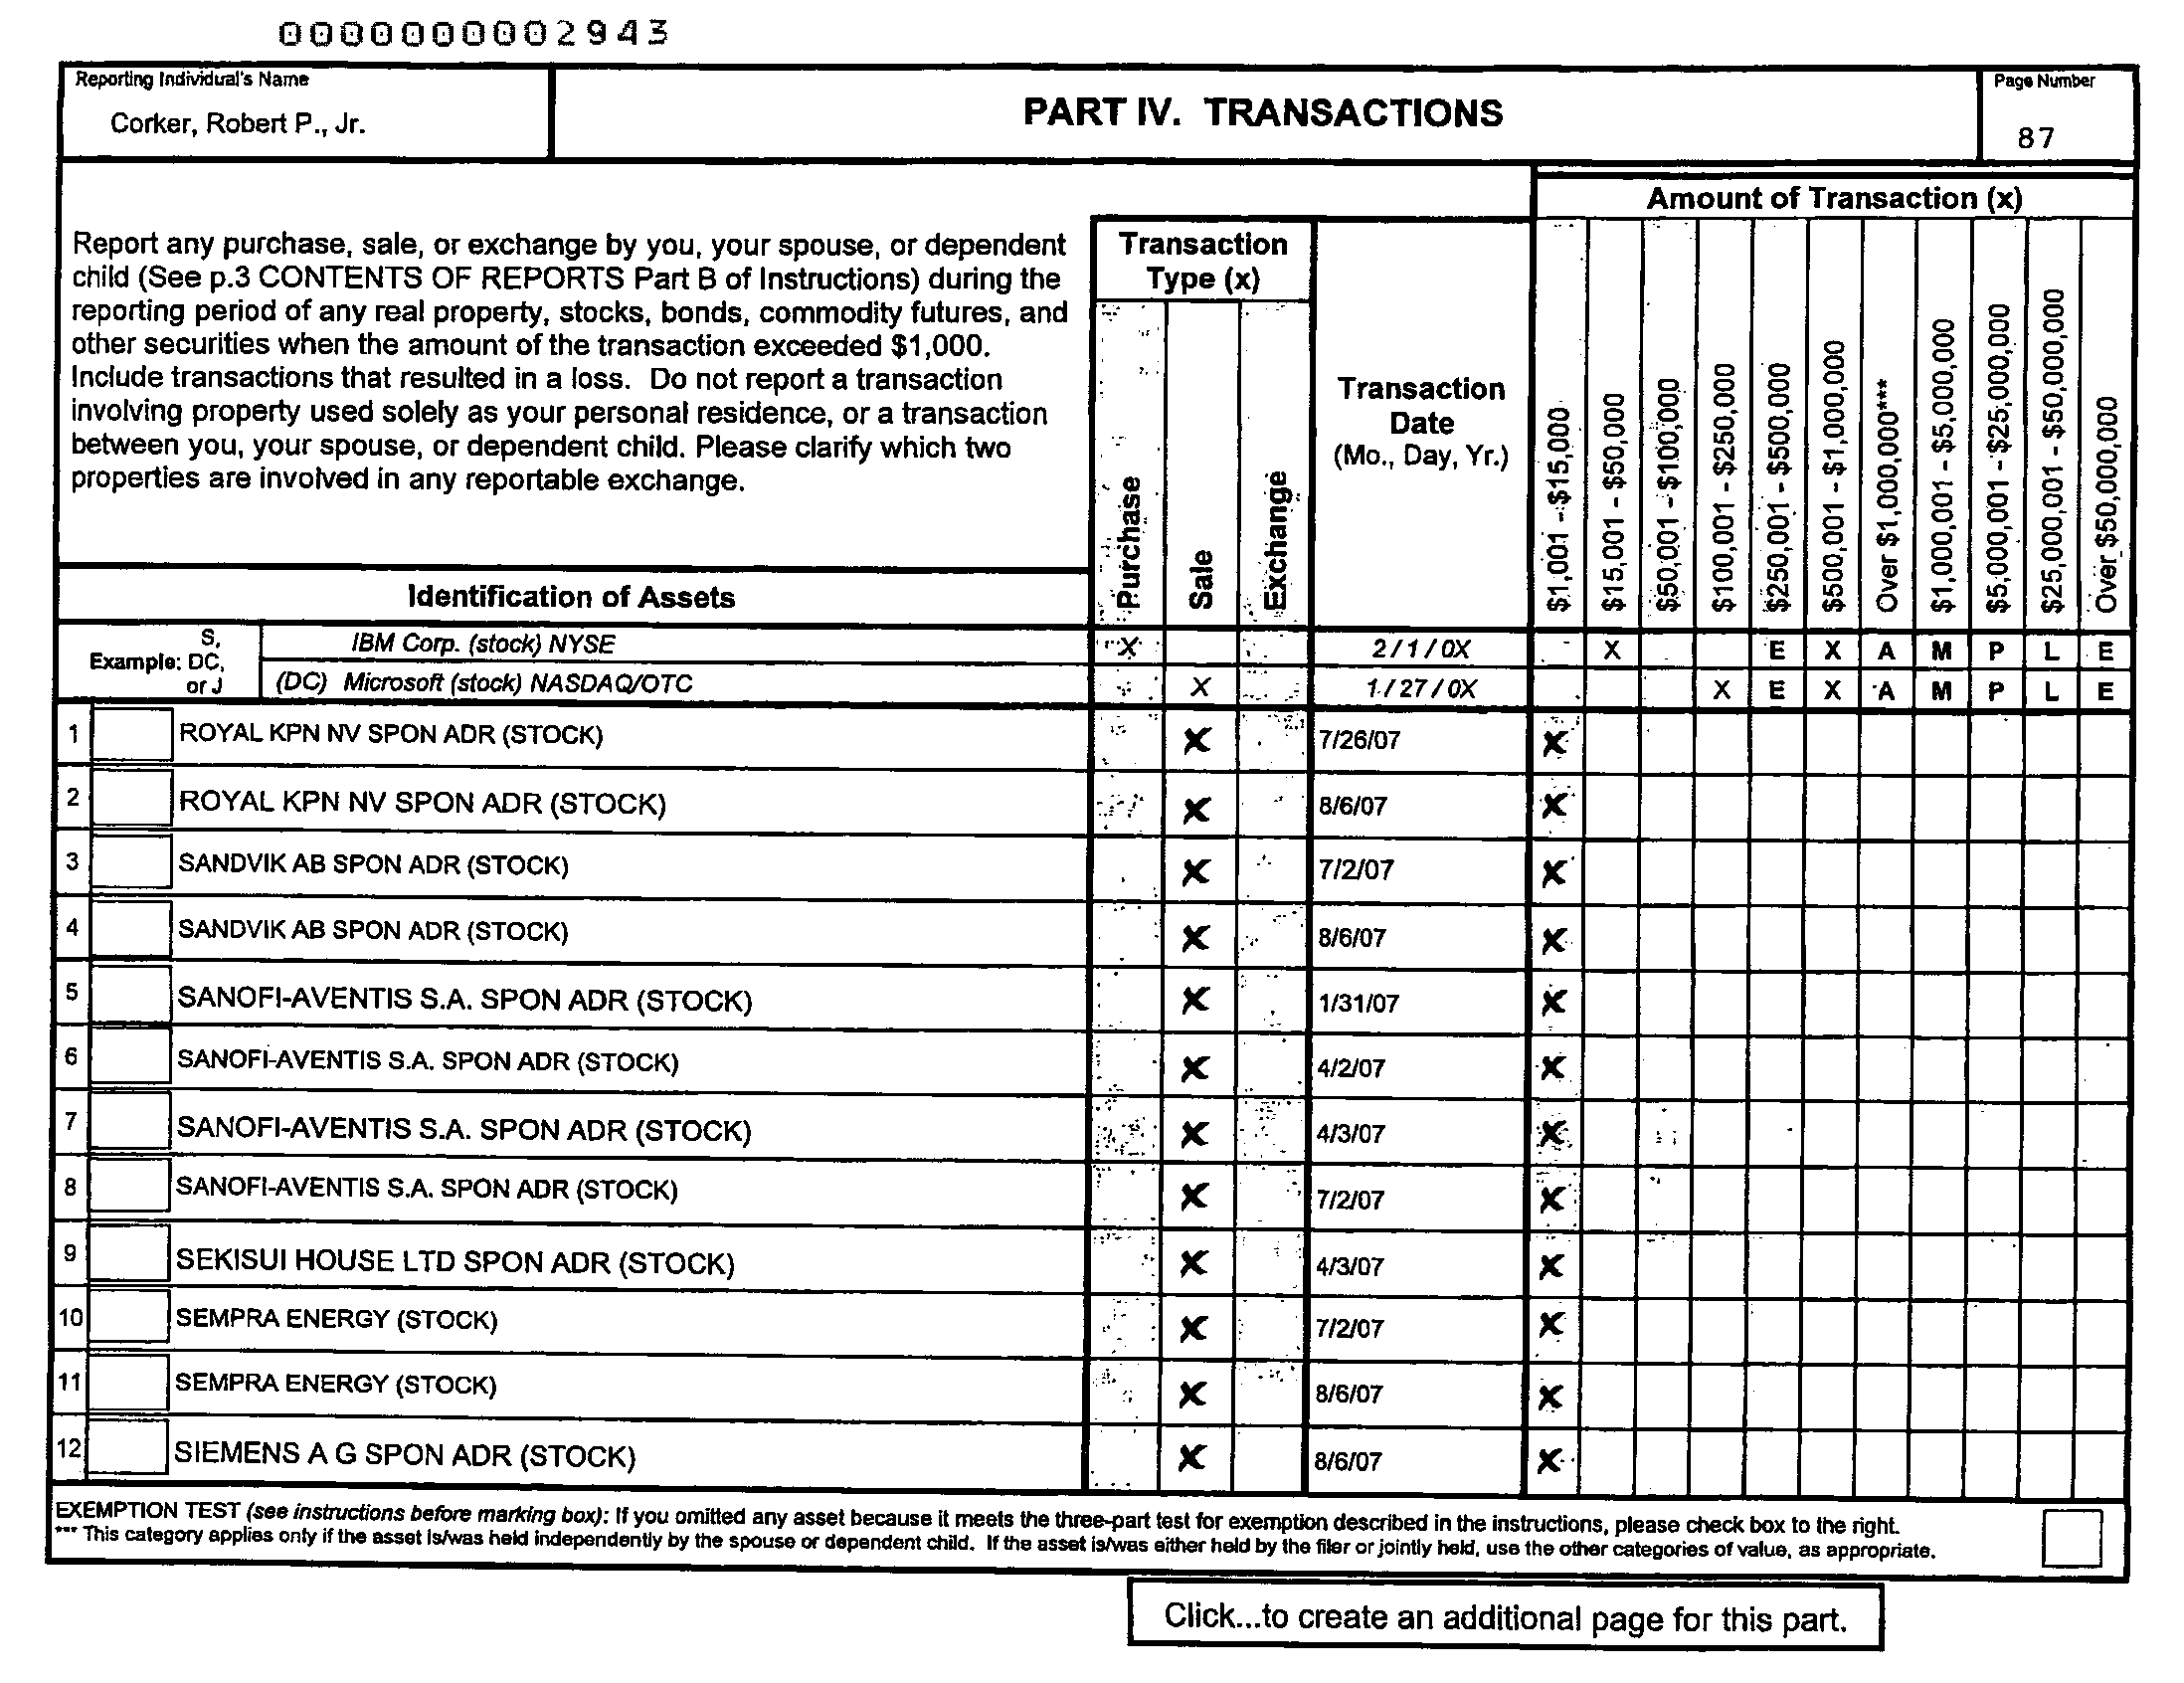 0000000002943
Reporting Individual's Name
Corker, Robert P., Jr.
PART IV. TRANSACTIONS
Page Number
87
Amount of Transaction (x)
Report any purchase, sale, or exchange by you, your spouse, or dependent
child (See p.3 CONTENTS OF REPORTS Part B of Instructions) during the
reporting period of any real property, stocks, bonds, commodity futures, and
other securities when the amount of the transaction exceeded $1,000.
Include transactions that resulted in a loss. Do not report a transaction
involving property used solely as your personal residence, or a transaction
between you, your spouse, or dependent child. Please clarify which two
properties are involved in any reportable exchange.
Transaction
Type (x)
Purchase
Sale
Exchange
Transaction
Date
(Mo., Day, Yr.)
$1,001 - $15,000
$15,001 - $50,000
$50,001 - $100,000
$100,001 - $250,000
$250,001 - $500,000
$500,001 - $1,000,000
Over $1,000,000***
$1,000,001 - $5,000,000
$5,000,001 - $25,000,000
$25,000,001 - $50,000,000
Over $50,000,000
Identification of Assets
Example: S, DC, or J
IBM Corp. (stock) NYSE X 2/1/0X X E X A M P L E
(DC) Microsoft (stock) NASDAQ/OTC X 1/27/0X X E X A M P L E
1 ROYAL KPN NV SPON ADR (STOCK) X 7/26/07 X
2 ROYAL KPN NV SPON ADR (STOCK) X 8/6/07 X
3 SANDVIK AB SPON ADR (STOCK) X 7/2/07 X
4 SANDVIK AB SPON ADR (STOCK) X 8/6/07 X
5 SANOFI-AVENTIS S.A. SPON ADR (STOCK) X 1/31/07 X
6 SANOFI-AVENTIS S.A. SPON ADR (STOCK) X 4/2/07 X
7 SANOFI-AVENTIS S.A. SPON ADR (STOCK) X 4/3/07 X
8 SANOFI-AVENTIS S.A. SPON ADR (STOCK) X 7/2/07 X
9 SEKISUI HOUSE LTD SPON ADR (STOCK) X 4/3/07 X
10 SEMPRA ENERGY (STOCK) X 7/2/07 X
11 SEMPRA ENERGY (STOCK) X 8/6/07 X
12 SIEMENS A G SPON ADR (STOCK) X 8/6/07 X
EXEMPTION TEST (see instructions before marking box): If you omitted any asset because it meets the three-part test for exemption described in the instructions, please check box to the right.
*** This category applies only if the asset is/was held independently by the spouse or dependent child. If the asset is/was either held by the filer or jointly held, use the other categories of value, as appropriate.
Click...to create an additional page for this part.